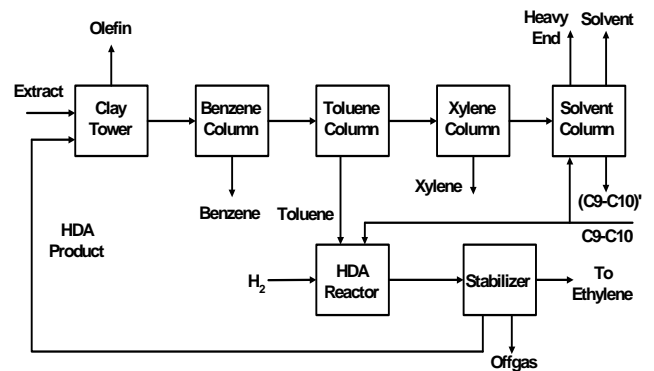 Olefin
Heavy
End
Solvent
Extract
Clay
Tower
Benzene
Column
Toluene
Column
Xylene
Column
Solvent
Column
Benzene
Toluene
Xylene
(C9-C10)'
C9-C10
HDA
Product
H2
HDA
Reactor
Stabilizer
To
Ethylene
Offgas